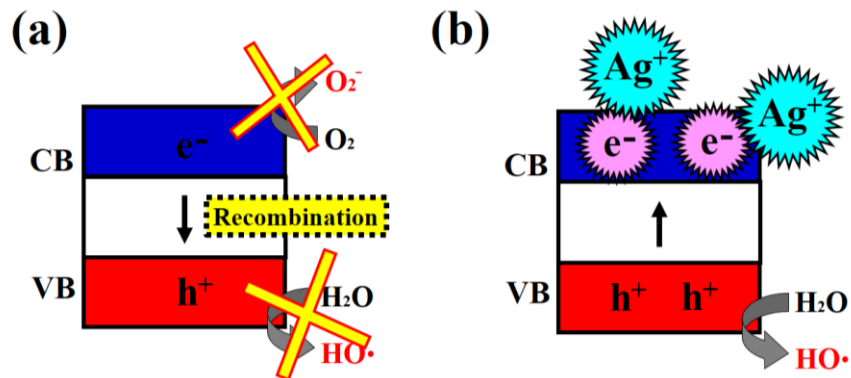 (a)
O₂⁻
O₂
CB
e⁻
Recombination
VB
h⁺
H₂O
HO•
(b)
Ag⁺
Ag⁺
CB
e⁻ e⁻
VB
h⁺ h⁺
H₂O
HO•